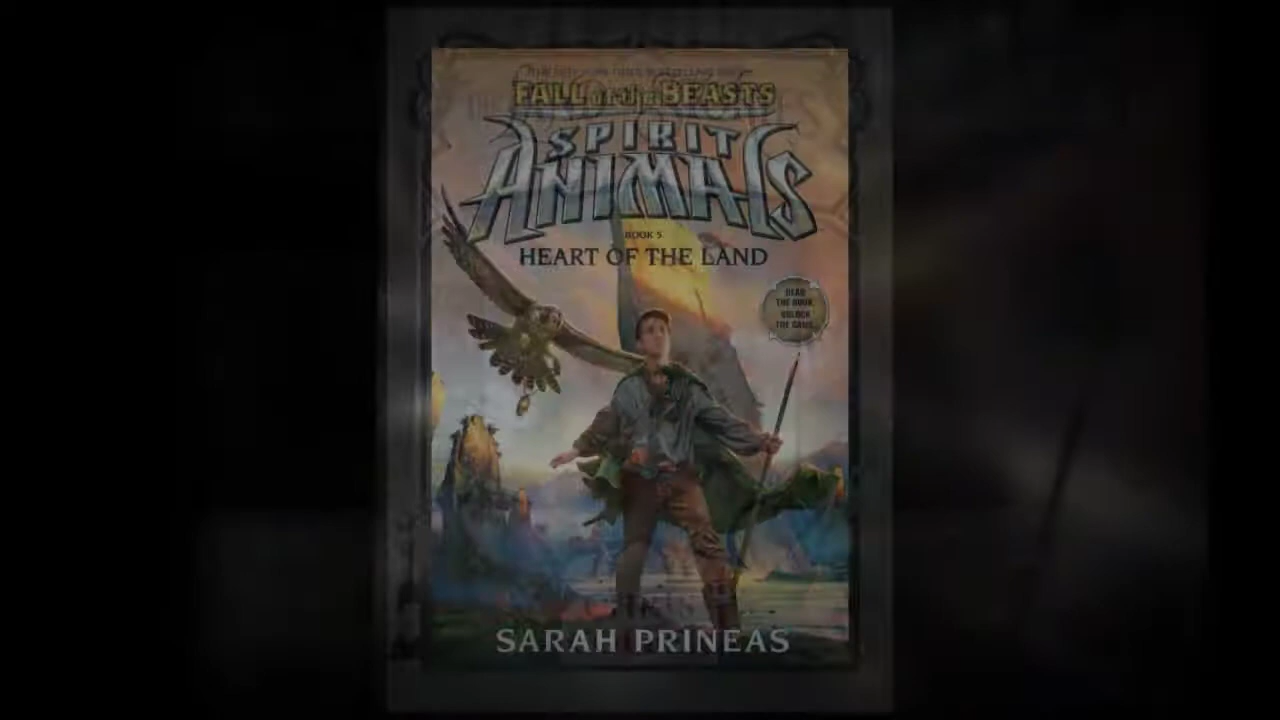 FALL OF THE BEASTS
SPIRIT
ANIMALS
BOOK 5
HEART OF THE LAND
READ
THE BOOK
UNLOCK
THE GAME
SARAH PRINEAS